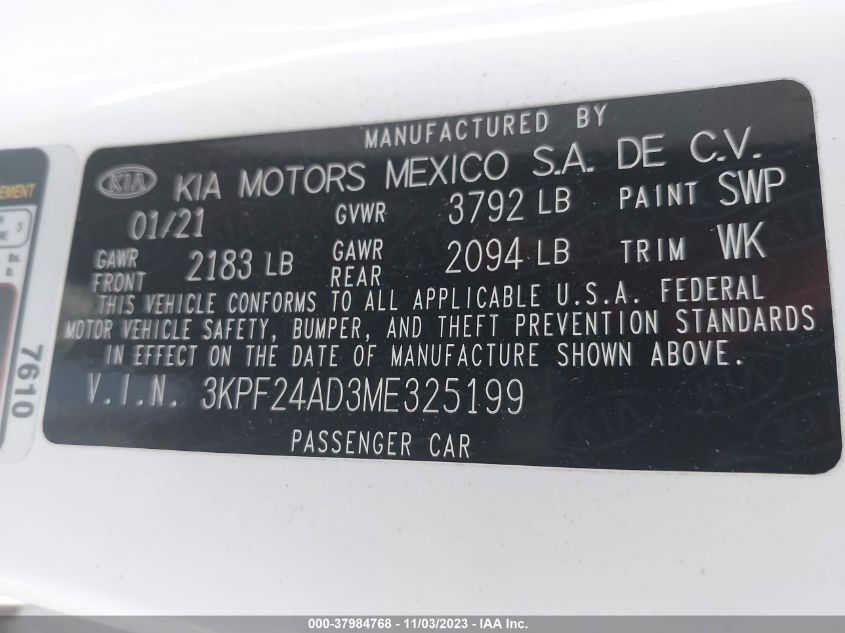 MANUFACTURED BY
KIA KIA MOTORS MEXICO S.A. DE C.V.
01/21 GVWR 3792 LB PAINT SWP
GAWR FRONT 2183 LB GAWR REAR 2094 LB TRIM WK
THIS VEHICLE CONFORMS TO ALL APPLICABLE U.S.A. FEDERAL
MOTOR VEHICLE SAFETY, BUMPER, AND THEFT PREVENTION STANDARDS
IN EFFECT ON THE DATE OF MANUFACTURE SHOWN ABOVE.
V.I.N. 3KPF24AD3ME325199
PASSENGER CAR
7610
000-37984768 - 11/03/2023 - IAA Inc.